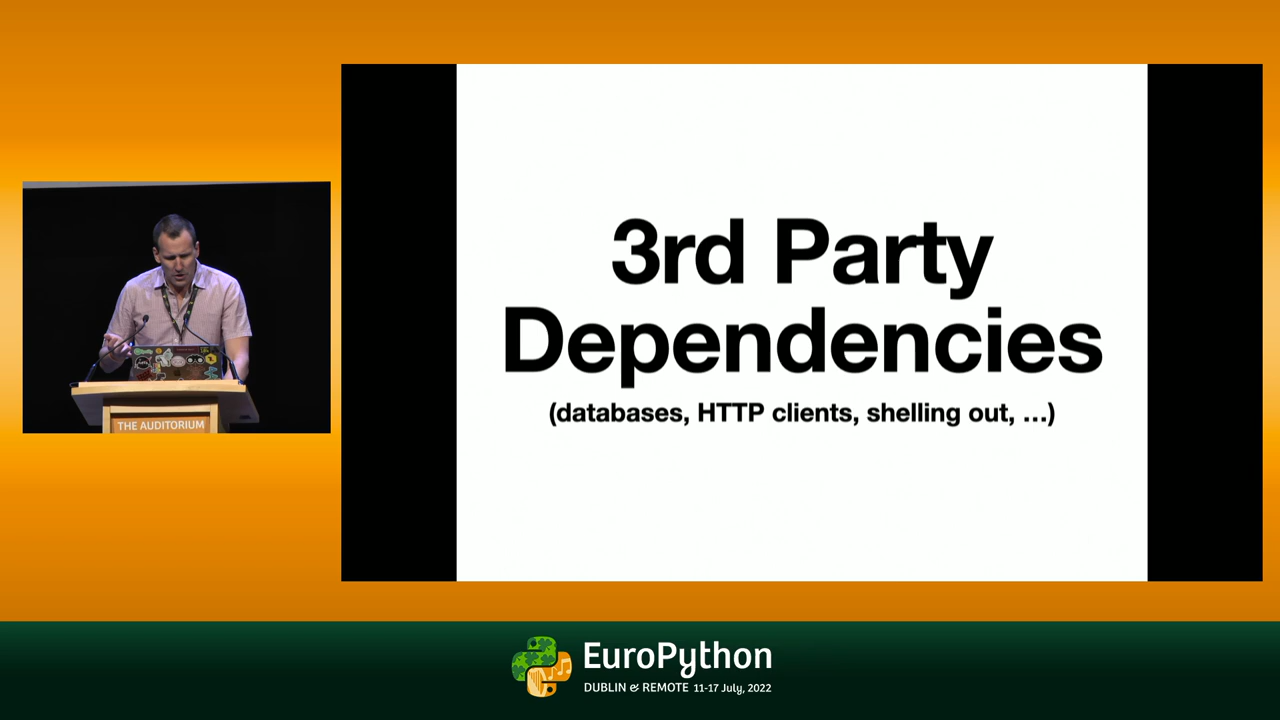 3rd Party
Dependencies
(databases, HTTP clients, shelling out, …)
THE AUDITORIUM
EuroPython
DUBLIN & REMOTE 11-17 July, 2022